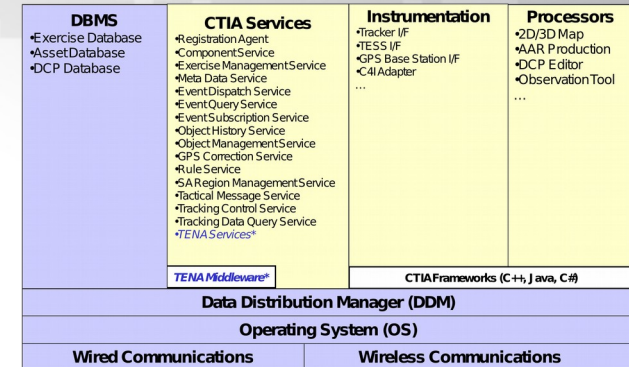 DBMS
•Exercise Database
•Asset Database
•DCP Database
CTIA Services
•Registration Agent
•Component Service
•Exercise Management Service
•Meta Data Service
•Event Dispatch Service
•Event Query Service
•Event Subscription Service
•Object History Service
•Object Management Service
•GPS Correction Service
•Rule Service
•SA Region Management Service
•Tactical Message Service
•Tracking Control Service
•Tracking Data Query Service
•TENA Services*
TENA Middleware*
Instrumentation
•Tracker I/F
•TESS I/F
•GPS Base Station I/F
•C4I Adapter
…
Processors
•2D/3D Map
•AAR Production
•DCP Editor
•Observation Tool
…
CTIA Frameworks (C++, Java, C#)
Data Distribution Manager (DDM)
Operating System (OS)
Wired Communications
Wireless Communications